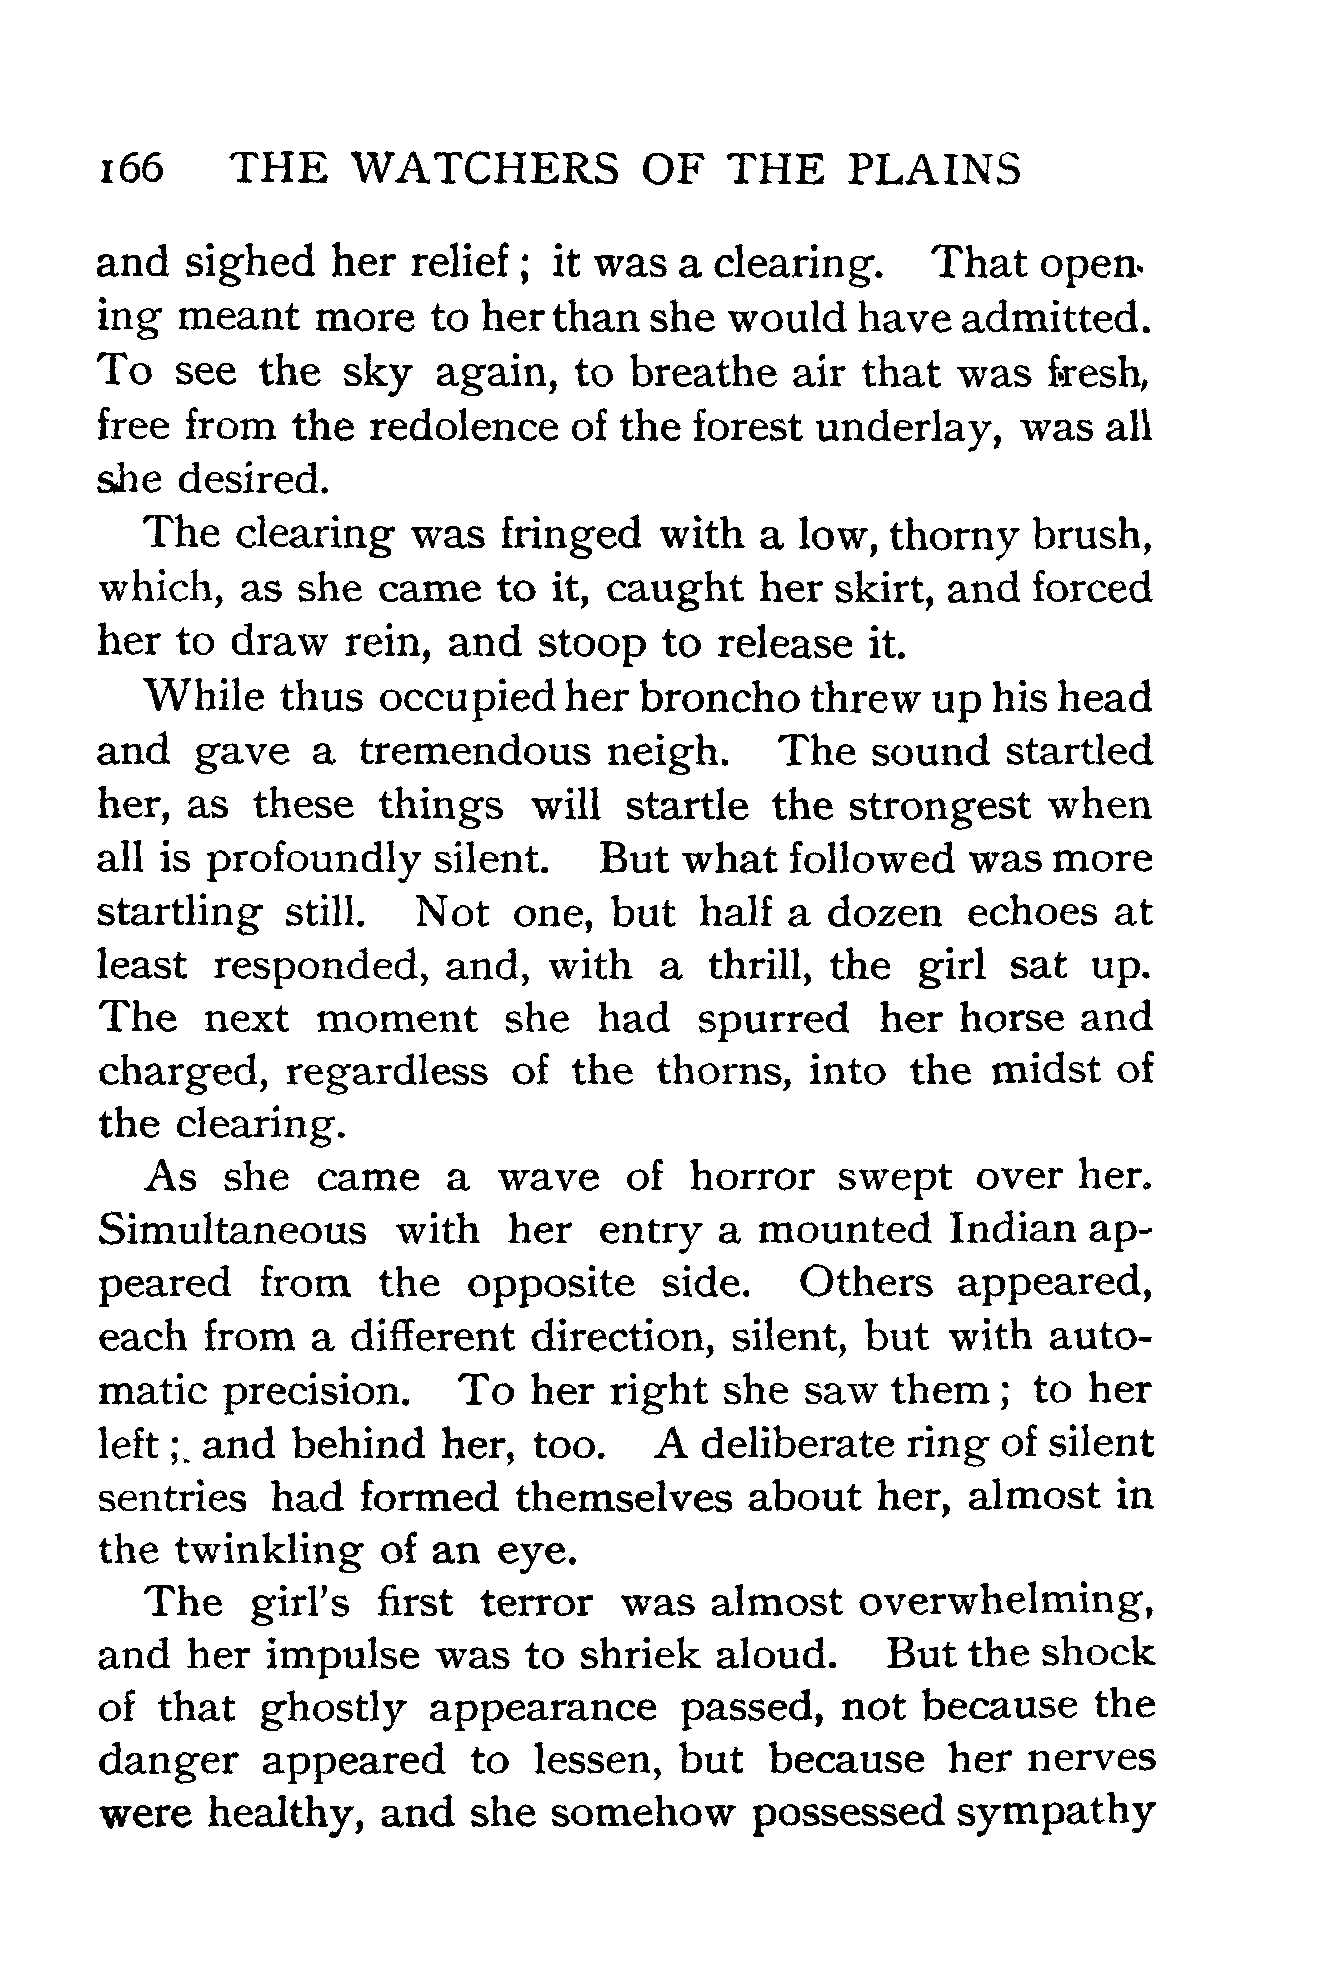 166 THE WATCHERS OF THE PLAINS
and sighed her relief ; it was a clearing. That open-
ing meant more to her than she would have admitted.
To see the sky again, to breathe air that was fresh,
free from the redolence of the forest underlay, was all
she desired.
The clearing was fringed with a low, thorny brush,
which, as she came to it, caught her skirt, and forced
her to draw rein, and stoop to release it.
While thus occupied her broncho threw up his head
and gave a tremendous neigh. The sound startled
her, as these things will startle the strongest when
all is profoundly silent. But what followed was more
startling still. Not one, but half a dozen echoes at
least responded, and, with a thrill, the girl sat up.
The next moment she had spurred her horse and
charged, regardless of the thorns, into the midst of
the clearing.
As she came a wave of horror swept over her.
Simultaneous with her entry a mounted Indian ap-
peared from the opposite side. Others appeared,
each from a different direction, silent, but with auto-
matic precision. To her right she saw them ; to her
left ; and behind her, too. A deliberate ring of silent
sentries had formed themselves about her, almost in
the twinkling of an eye.
The girl's first terror was almost overwhelming,
and her impulse was to shriek aloud. But the shock
of that ghostly appearance passed, not because the
danger appeared to lessen, but because her nerves
were healthy, and she somehow possessed sympathy